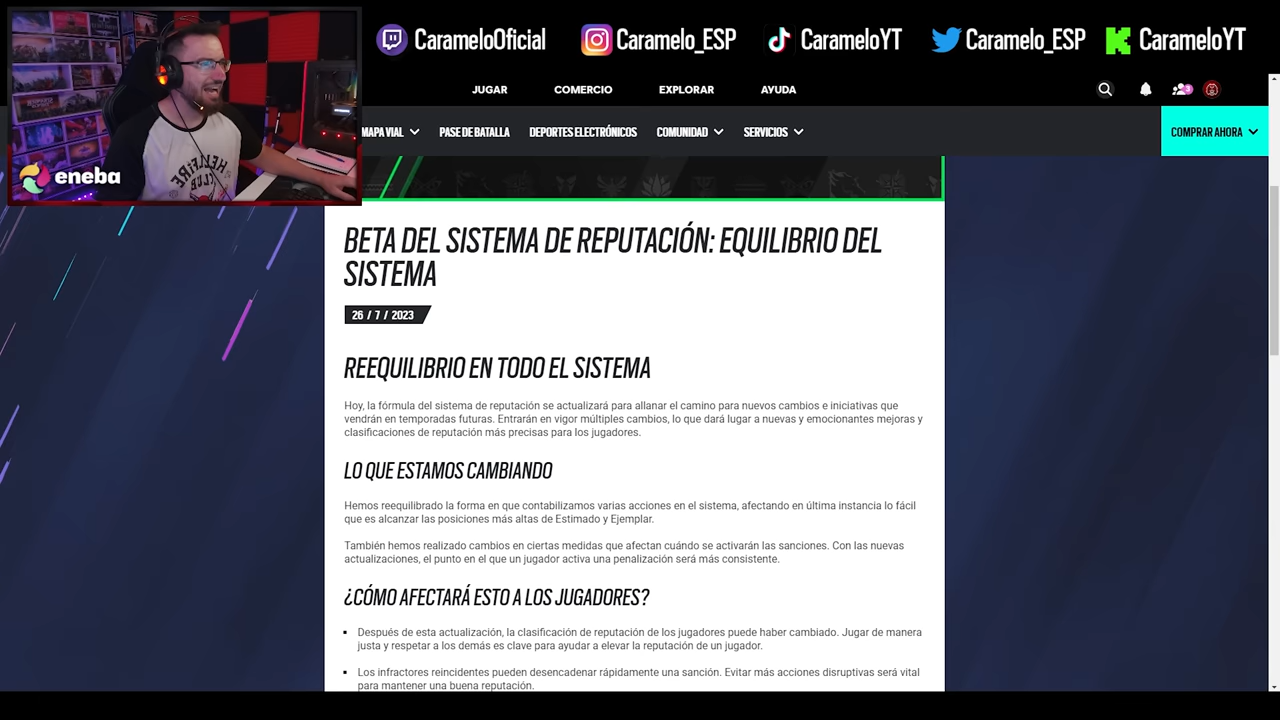 CarameloOficial
Caramelo_ESP
CarameloYT
Caramelo_ESP
CarameloYT
JUGAR
COMERCIO
EXPLORAR
AYUDA
3
MAPA VIAL
PASE DE BATALLA
DEPORTES ELECTRÓNICOS
COMUNIDAD
SERVICIOS
COMPRAR AHORA
HELLFIRE
CLUB
eneba
BETA DEL SISTEMA DE REPUTACIÓN: EQUILIBRIO DEL
SISTEMA
26 / 7 / 2023
REEQUILIBRIO EN TODO EL SISTEMA
Hoy, la fórmula del sistema de reputación se actualizará para allanar el camino para nuevos cambios e iniciativas que
vendrán en temporadas futuras. Entrarán en vigor múltiples cambios, lo que dará lugar a nuevas y emocionantes mejoras y
clasificaciones de reputación más precisas para los jugadores.
LO QUE ESTAMOS CAMBIANDO
Hemos reequilibrado la forma en que contabilizamos varias acciones en el sistema, afectando en última instancia lo fácil
que es alcanzar las posiciones más altas de Estimado y Ejemplar.
También hemos realizado cambios en ciertas medidas que afectan cuándo se activarán las sanciones. Con las nuevas
actualizaciones, el punto en el que un jugador activa una penalización será más consistente.
¿CÓMO AFECTARÁ ESTO A LOS JUGADORES?
Después de esta actualización, la clasificación de reputación de los jugadores puede haber cambiado. Jugar de manera
justa y respetar a los demás es clave para ayudar a elevar la reputación de un jugador.
Los infractores reincidentes pueden desencadenar rápidamente una sanción. Evitar más acciones disruptivas será vital
para mantener una buena reputación.